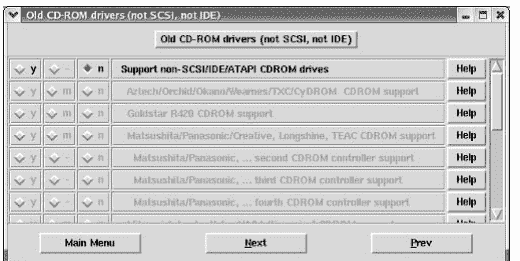 Old CD-ROM drivers (not SCSI, not IDE)
Old CD-ROM drivers (not SCSI, not IDE)
y - n Support non-SCSI/IDE/ATAPI CDROM drives Help
y m n Aztech/Orchid/Okano/Wearnes/TXC/CyDROM CDROM support Help
y m n Goldstar R420 CDROM support Help
y m n Matsushita/Panasonic/Creative, Longshine, TEAC CDROM support Help
y - n Matsushita/Panasonic, ... second CDROM controller support Help
y - n Matsushita/Panasonic, ... third CDROM controller support Help
y - n Matsushita/Panasonic, ... fourth CDROM controller support Help
Main Menu Next Prev